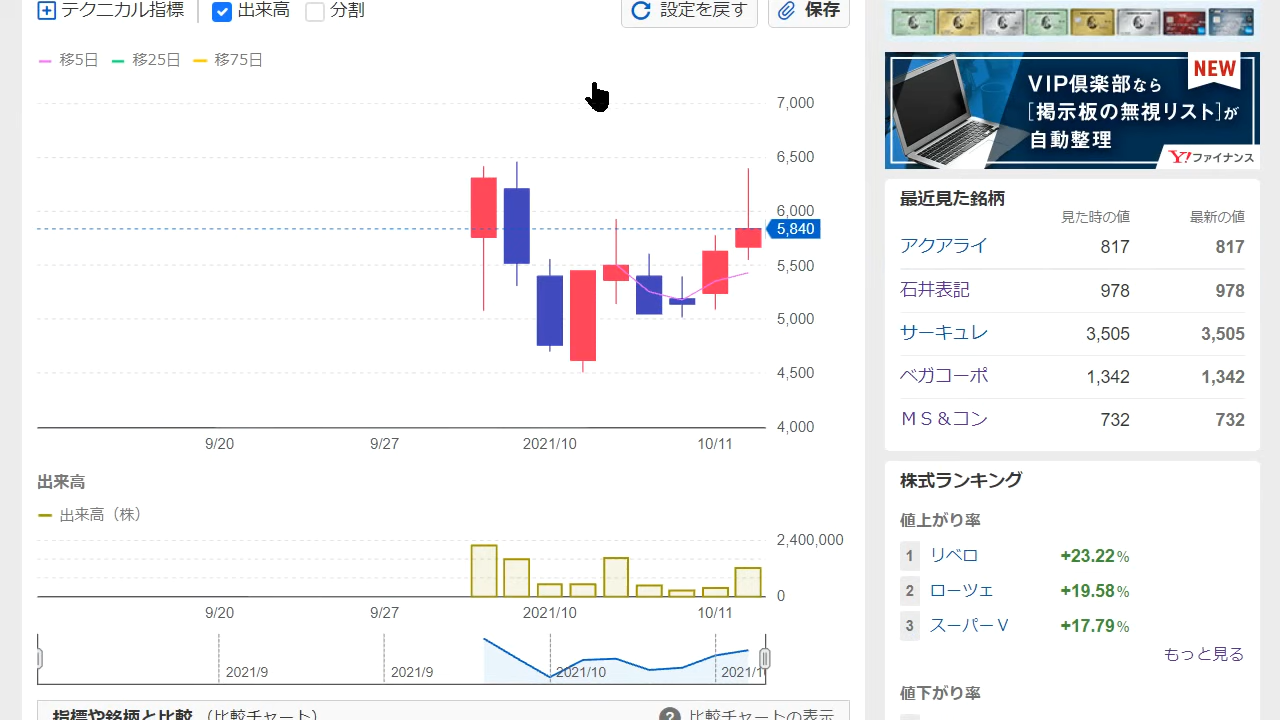 テクニカル指標 出来高 分割 設定を戻す 保存
移5日 移25日 移75日
7,000
6,500
6,000
5,840
5,500
5,000
4,500
4,000
9/20 9/27 2021/10 10/11
出来高
出来高（株）
2,400,000
0
9/20 9/27 2021/10 10/11
2021/9 2021/9 2021/10
指標や銘柄と比較 （比較チャート） ? 比較チャートの表示
NEW
VIP倶楽部なら
[掲示板の無視リスト]が
自動整理
Y!ファイナンス
最近見た銘柄
見た時の値 最新の値
アクアライ 817 817
石井表記 978 978
サーキュレ 3,505 3,505
ベガコーポ 1,342 1,342
ＭＳ＆コン 732 732
株式ランキング
値上がり率
1 リベロ +23.22%
2 ローツェ +19.58%
3 スーパーＶ +17.79%
もっと見る
値下がり率